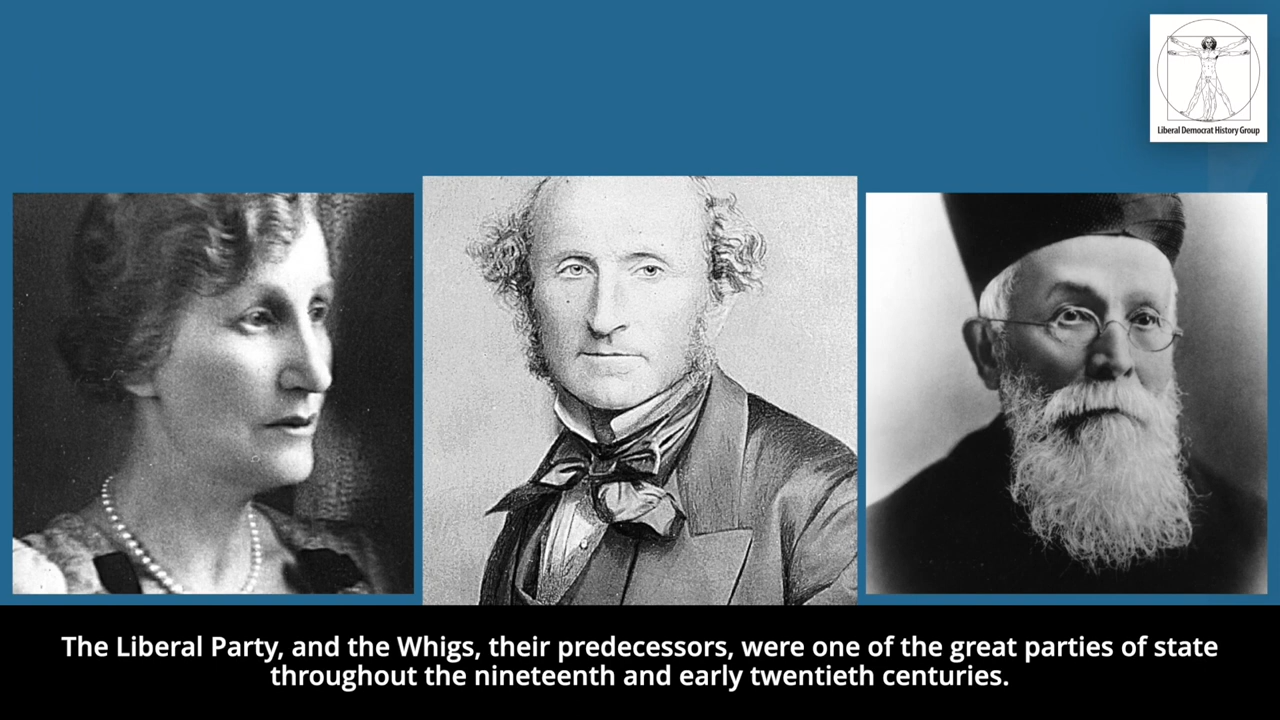 Liberal Democrat History Group
The Liberal Party, and the Whigs, their predecessors, were one of the great parties of state
throughout the nineteenth and early twentieth centuries.